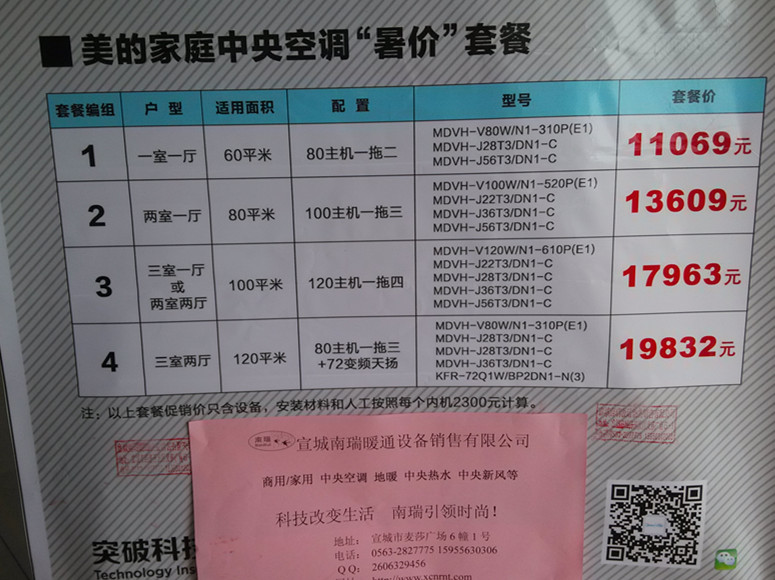 美的家庭中央空调“暑价”套餐
套餐编组 户型 适用面积 配置 型号 套餐价
1 一室一厅 60平米 80主机一拖二 MDVH-V80W/N1-310P(E1) 11069元
MDVH-J28T3/DN1-C
MDVH-J56T3/DN1-C
2 两室一厅 80平米 100主机一拖三 MDVH-V100W/N1-520P(E1) 13609元
MDVH-J22T3/DN1-C
MDVH-J36T3/DN1-C
MDVH-J56T3/DN1-C
3 三室一厅 或 两室两厅 100平米 120主机一拖四 MDVH-V120W/N1-610P(E1) 17963元
MDVH-J22T3/DN1-C
MDVH-J28T3/DN1-C
MDVH-J36T3/DN1-C
MDVH-J56T3/DN1-C
4 三室两厅 120平米 80主机一拖三 +72变频天扬 MDVH-V80W/N1-310P(E1) 19832元
MDVH-J28T3/DN1-C
MDVH-J28T3/DN1-C
MDVH-J36T3/DN1-C
KFR-72Q1W/BP2DN1-N(3)
注：以上套餐促销价只含设备，安装材料和人工按照每个内机2300元计算。
宣城南瑞暖通设备销售有限公司
商用/家用 中央空调 地暖 中央热水 中央新风等
科技改变生活 南瑞引领时尚！
地址：宣城市麦莎广场6幢1号
电话：0563-2827775 15955630306
QQ：2606329456
突破科技
Technology